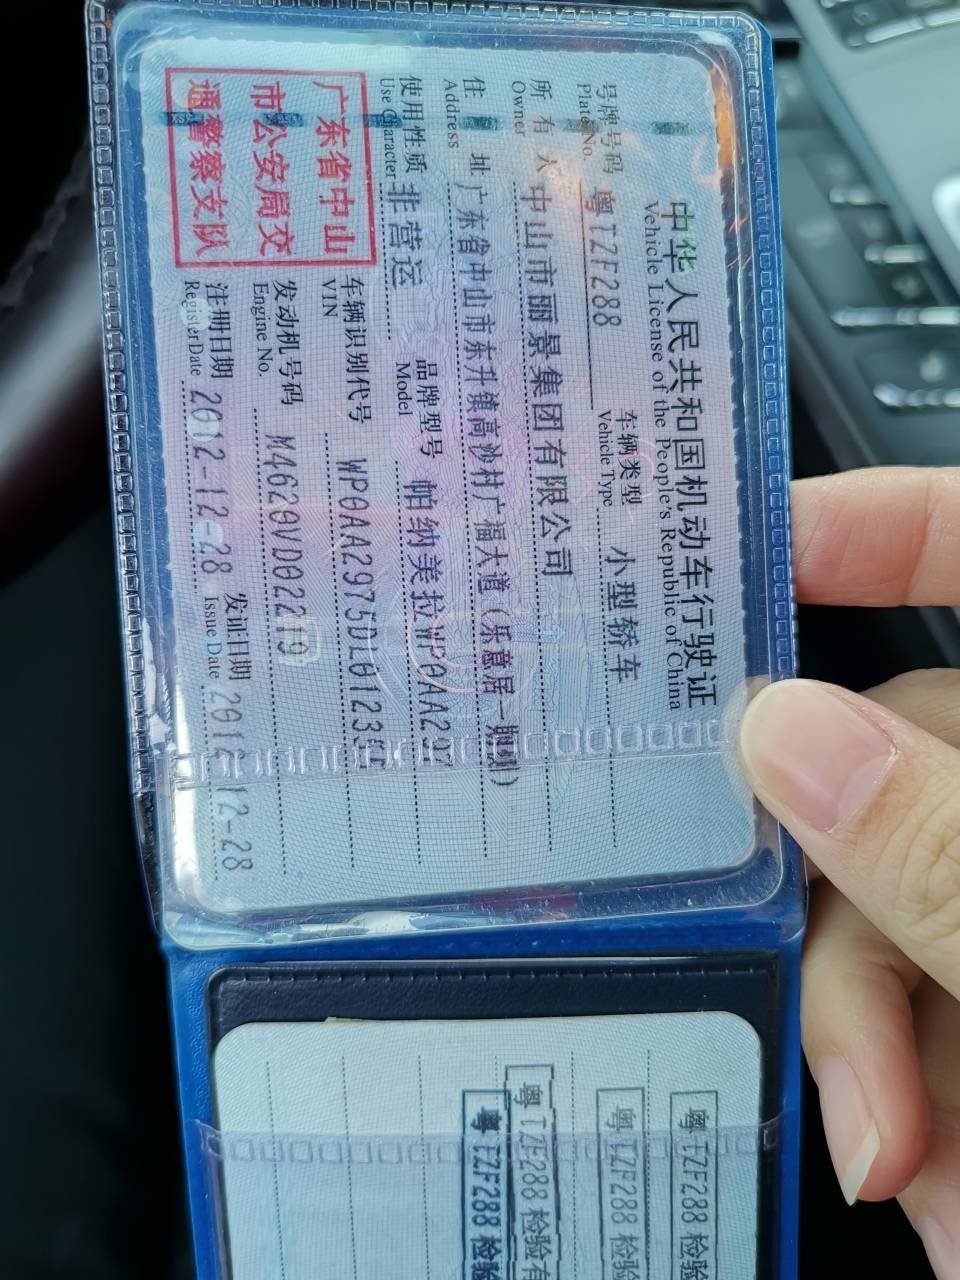 中华人民共和国机动车行驶证
Vehicle License of the People's Republic of China
号牌号码 粤TZF288 车辆类型 小型轿车
Plate No. Vehicle Type
所有人 中山市丽景集团有限公司
Owner
住址 广东省中山市东升镇高沙村广福大道(乐意居一则)
Address
使用性质 非营运 品牌型号 帕纳美拉WP0AA297
Use Character Model
广东省中山
市公安局交
通警察支队
车辆识别代号
VIN
发动机号码
Engine No.
注册日期 2012-12-28 发证日期 2012-12-28
Register Date Issue Date
粤TZF288 检验
粤TZF288 检验
粤TZF288 检验有
粤TZF288 检验